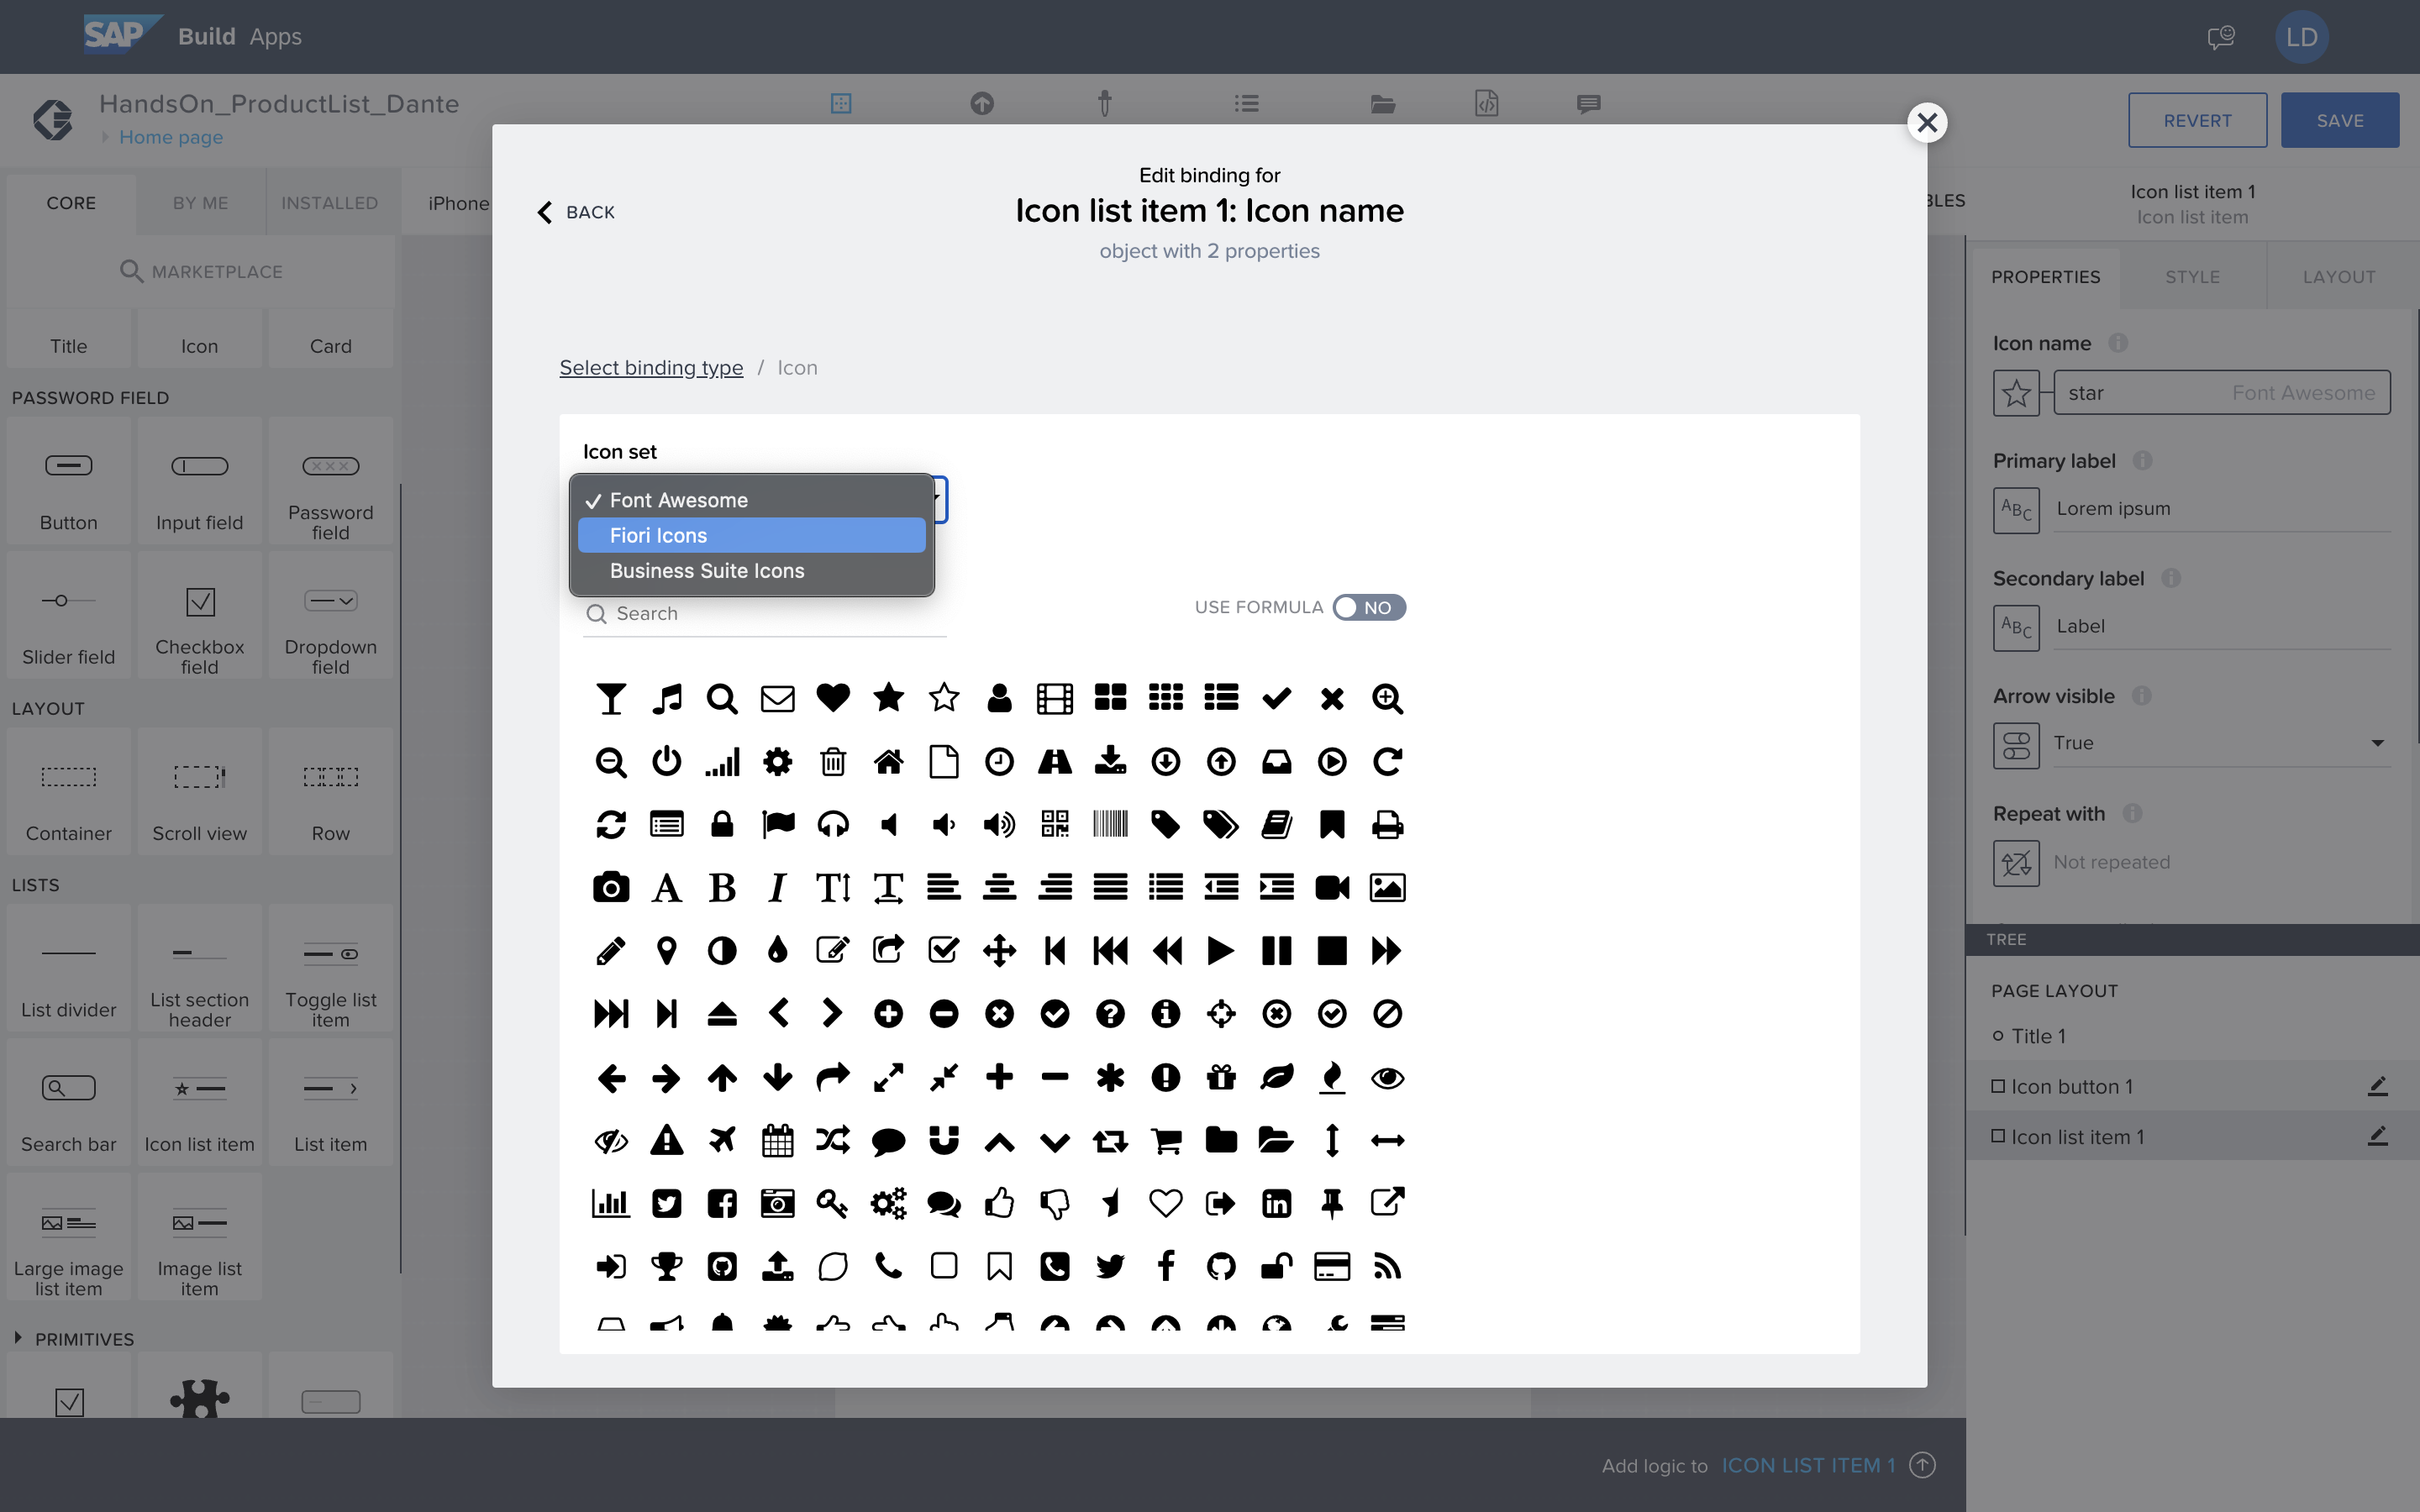 SAP Build Apps
LD
HandsOn_ProductList_Dante
Home page
REVERT
SAVE
CORE
BY ME
INSTALLED
iPhone
MARKETPLACE
Title
Icon
Card
PASSWORD FIELD
Button
Input field
Password
field
Slider field
Checkbox
field
Dropdown
field
LAYOUT
Container
Scroll view
Row
LISTS
List divider
List section
header
Toggle list
item
Search bar
Icon list item
List item
Large image
list item
Image list
item
PRIMITIVES
BACK
Edit binding for
Icon list item 1: Icon name
object with 2 properties
Select binding type / Icon
Icon set
Font Awesome
Fiori Icons
Business Suite Icons
Search
USE FORMULA
NO
BLES
Icon list item 1
Icon list item
PROPERTIES
STYLE
LAYOUT
Icon name
star
Font Awesome
Primary label
ABC
Lorem ipsum
Secondary label
ABC
Label
Arrow visible
True
Repeat with
Not repeated
TREE
PAGE LAYOUT
Title 1
Icon button 1
Icon list item 1
Add logic to ICON LIST ITEM 1